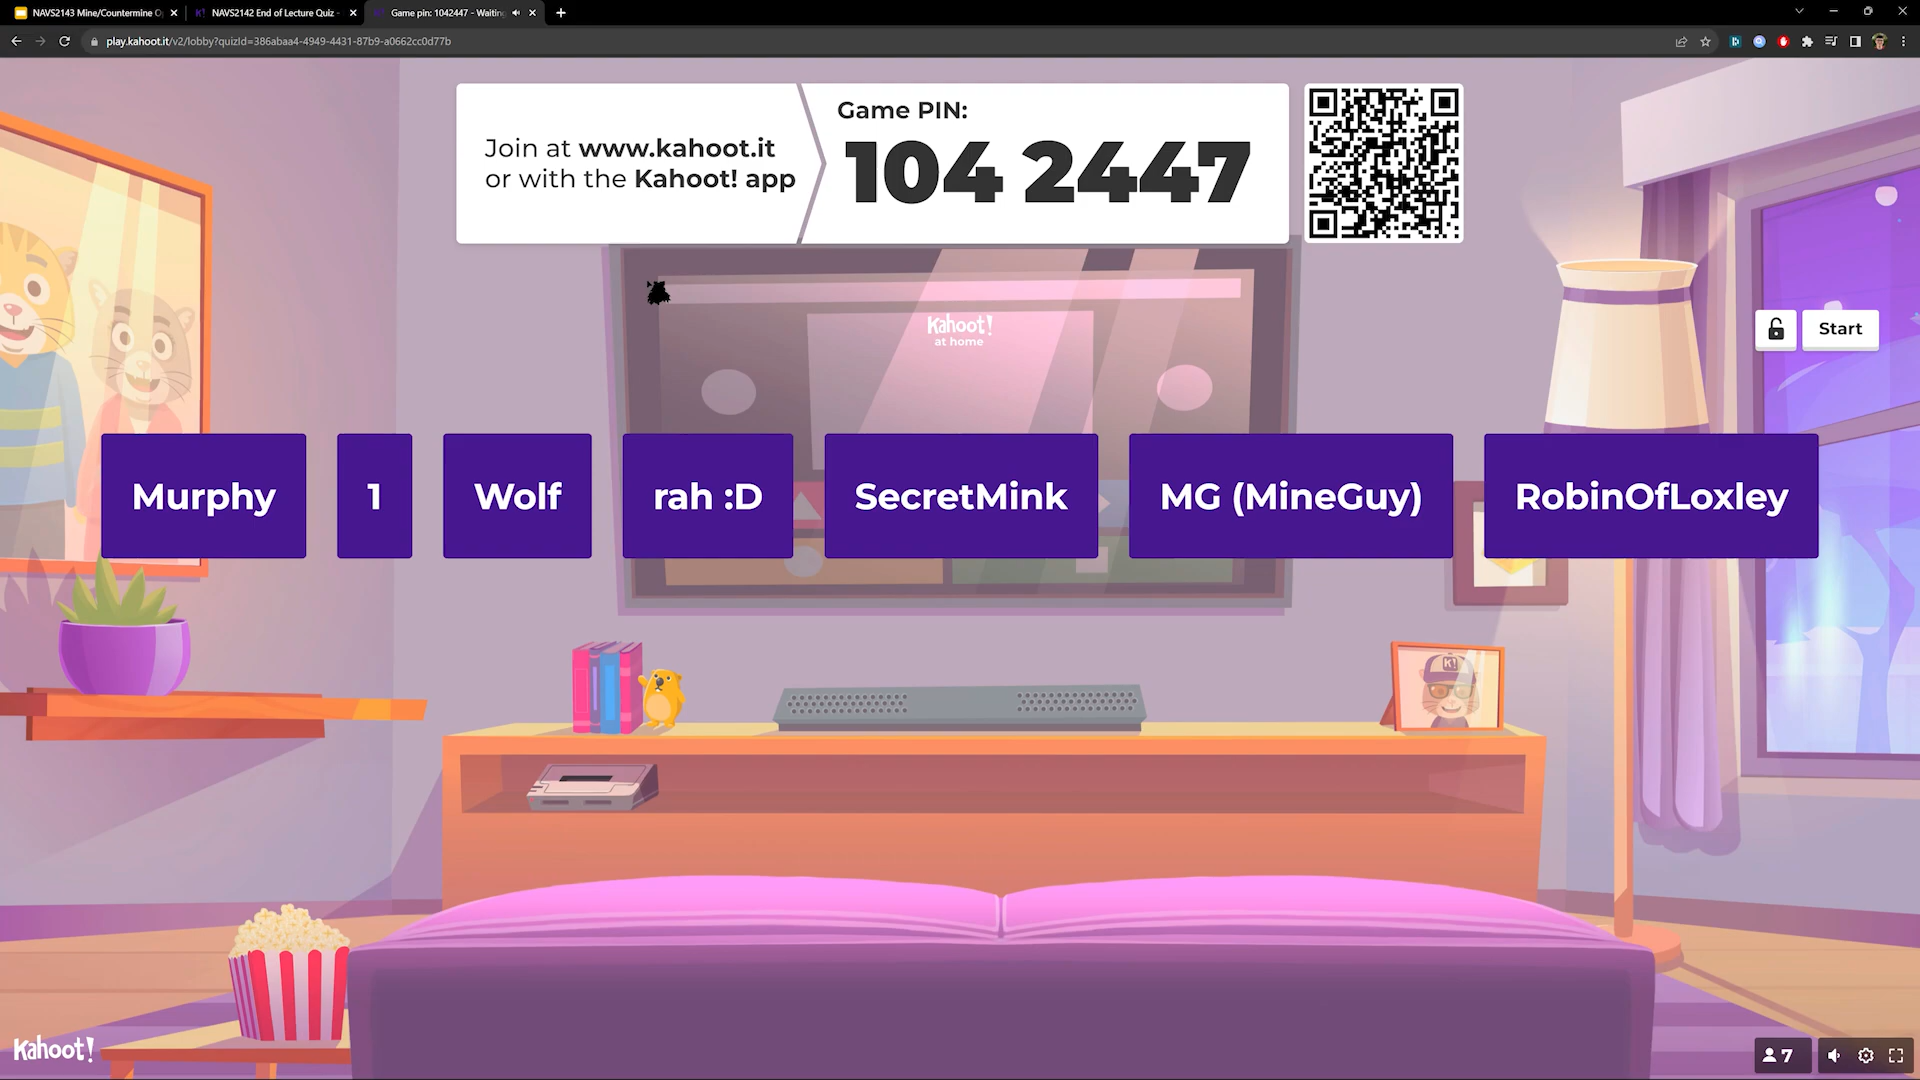 NAVS2143 Mine/Countermine O
NAVS2142 End of Lecture Quiz -
Game pin: 1042447 - Waiting
play.kahoot.it/v2/lobby?quizId=386abaa4-4949-4431-87b9-a0662cc0d77b
Join at www.kahoot.it
or with the Kahoot! app
Game PIN:
104 2447
Kahoot!
at home
Start
Murphy
1
Wolf
rah :D
SecretMink
MG (MineGuy)
RobinOfLoxley
K!
Kahoot!
7